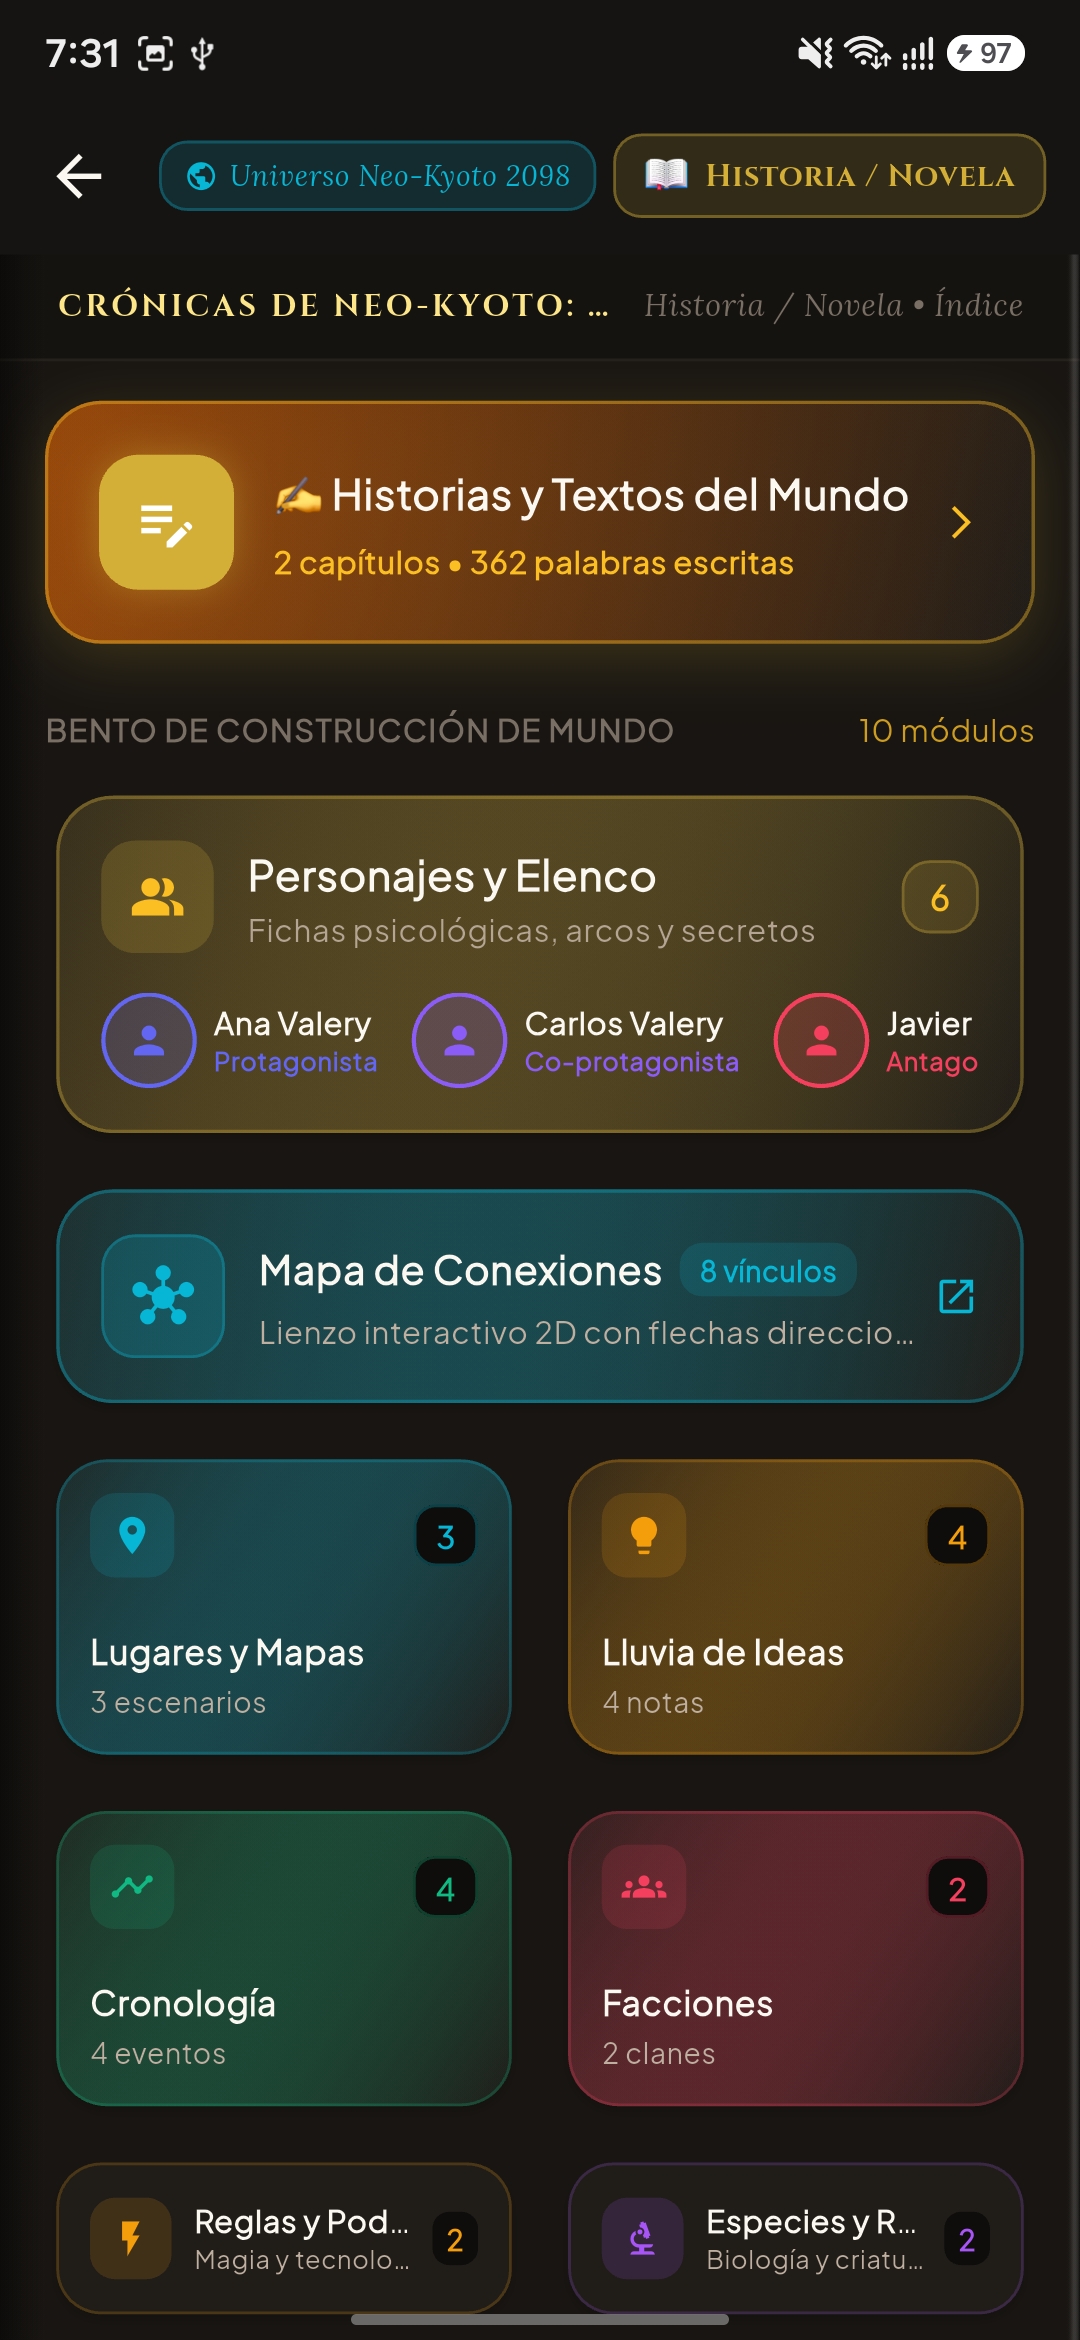 7:31
97
Universo Neo-Kyoto 2098
Historia / Novela
CRÓNICAS DE NEO-KYOTO: ...
Historia / Novela • Índice
✍️ Historias y Textos del Mundo
2 capítulos • 362 palabras escritas
BENTO DE CONSTRUCCIÓN DE MUNDO
10 módulos
Personajes y Elenco
Fichas psicológicas, arcos y secretos
6
Ana Valery
Protagonista
Carlos Valery
Co-protagonista
Javier
Antago
Mapa de Conexiones
8 vínculos
Lienzo interactivo 2D con flechas direccio...
3
Lugares y Mapas
3 escenarios
4
Lluvia de Ideas
4 notas
4
Cronología
4 eventos
2
Facciones
2 clanes
Reglas y Pod...
Magia y tecnolo...
2
Especies y R...
Biología y criatu...
2